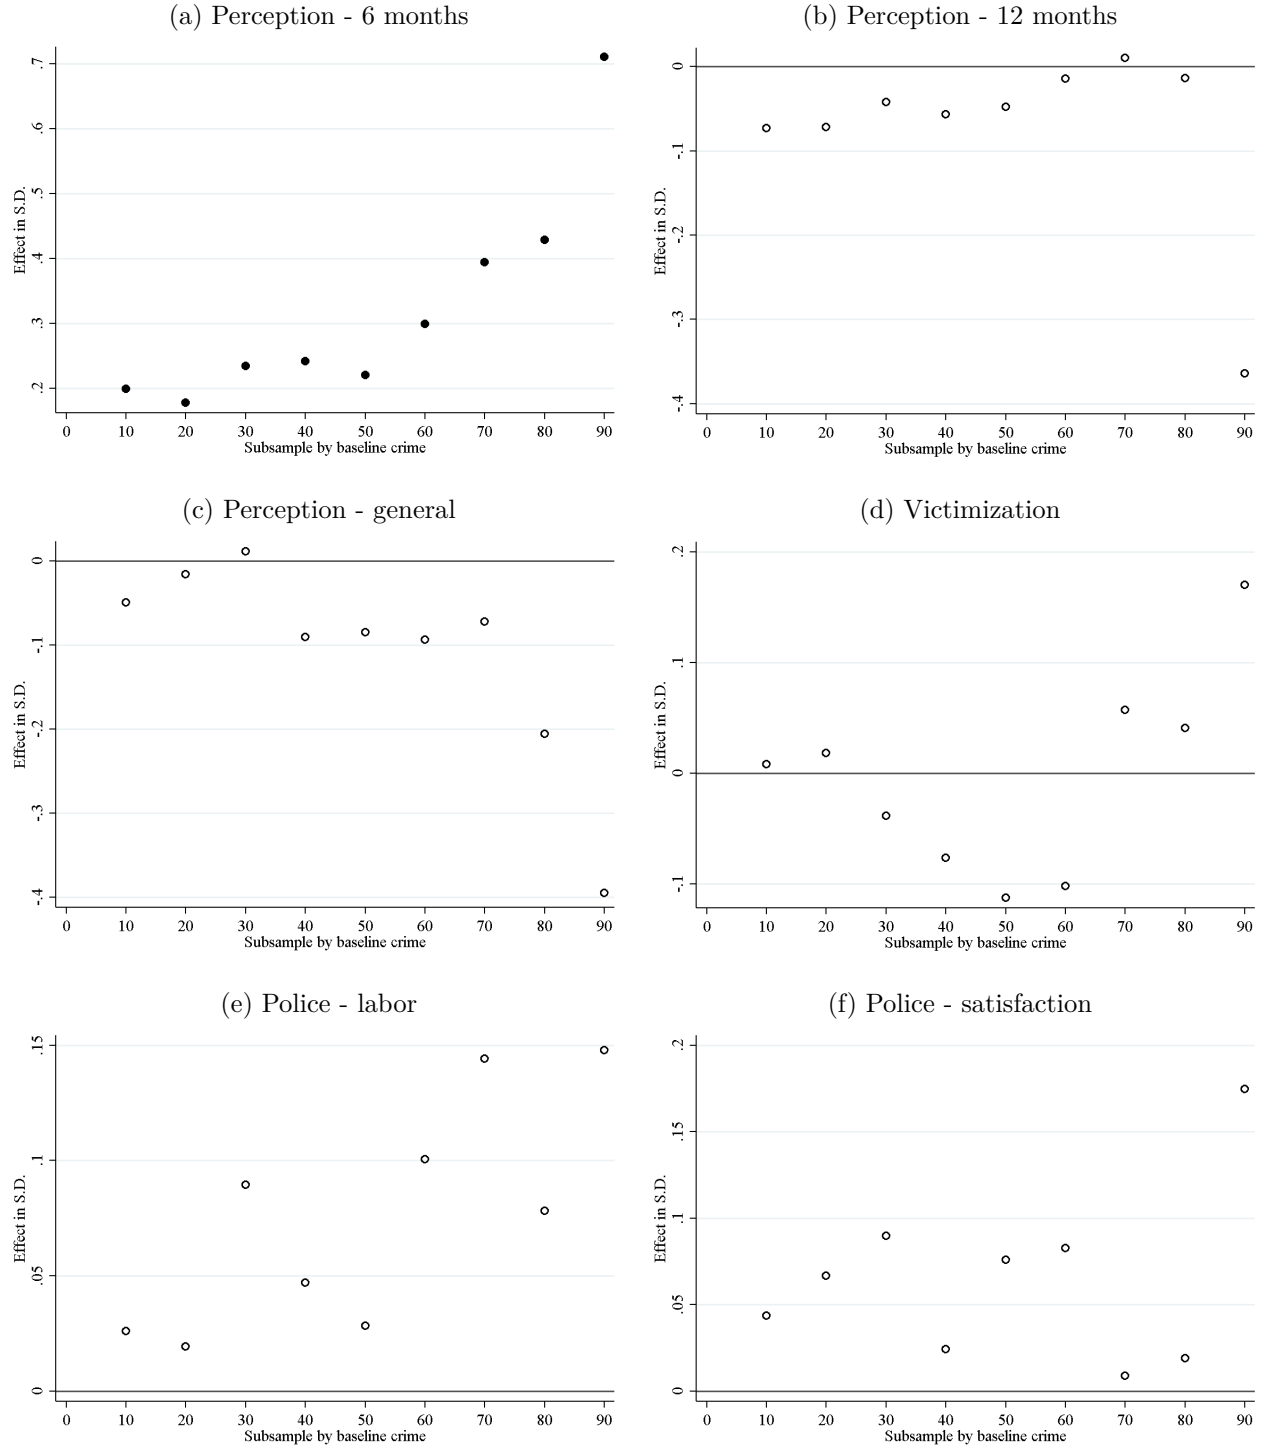 (a) Perception - 6 months
.7
.6
.5
.4
.3
.2
Effect in S.D.
0 10 20 30 40 50 60 70 80 90
Subsample by baseline crime
(b) Perception - 12 months
0
-.1
-.2
-.3
-.4
Effect in S.D.
0 10 20 30 40 50 60 70 80 90
Subsample by baseline crime
(c) Perception - general
0
-.1
-.2
-.3
-.4
Effect in S.D.
0 10 20 30 40 50 60 70 80 90
Subsample by baseline crime
(d) Victimization
.2
.1
0
-.1
Effect in S.D.
0 10 20 30 40 50 60 70 80 90
Subsample by baseline crime
(e) Police - labor
.15
.1
.05
0
Effect in S.D.
0 10 20 30 40 50 60 70 80 90
Subsample by baseline crime
(f) Police - satisfaction
.2
.15
.1
.05
0
Effect in S.D.
0 10 20 30 40 50 60 70 80 90
Subsample by baseline crime